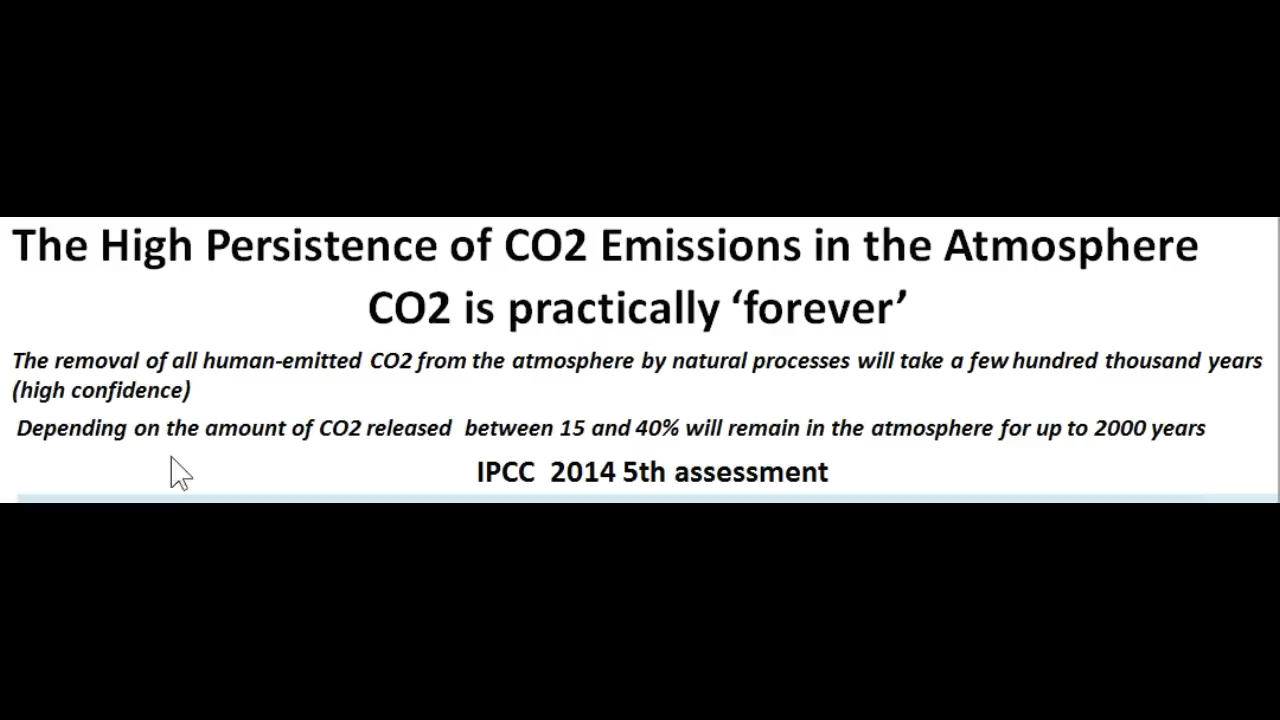 The High Persistence of CO2 Emissions in the Atmosphere
CO2 is practically ‘forever’
The removal of all human-emitted CO2 from the atmosphere by natural processes will take a few hundred thousand years
(high confidence)
Depending on the amount of CO2 released between 15 and 40% will remain in the atmosphere for up to 2000 years
IPCC 2014 5th assessment